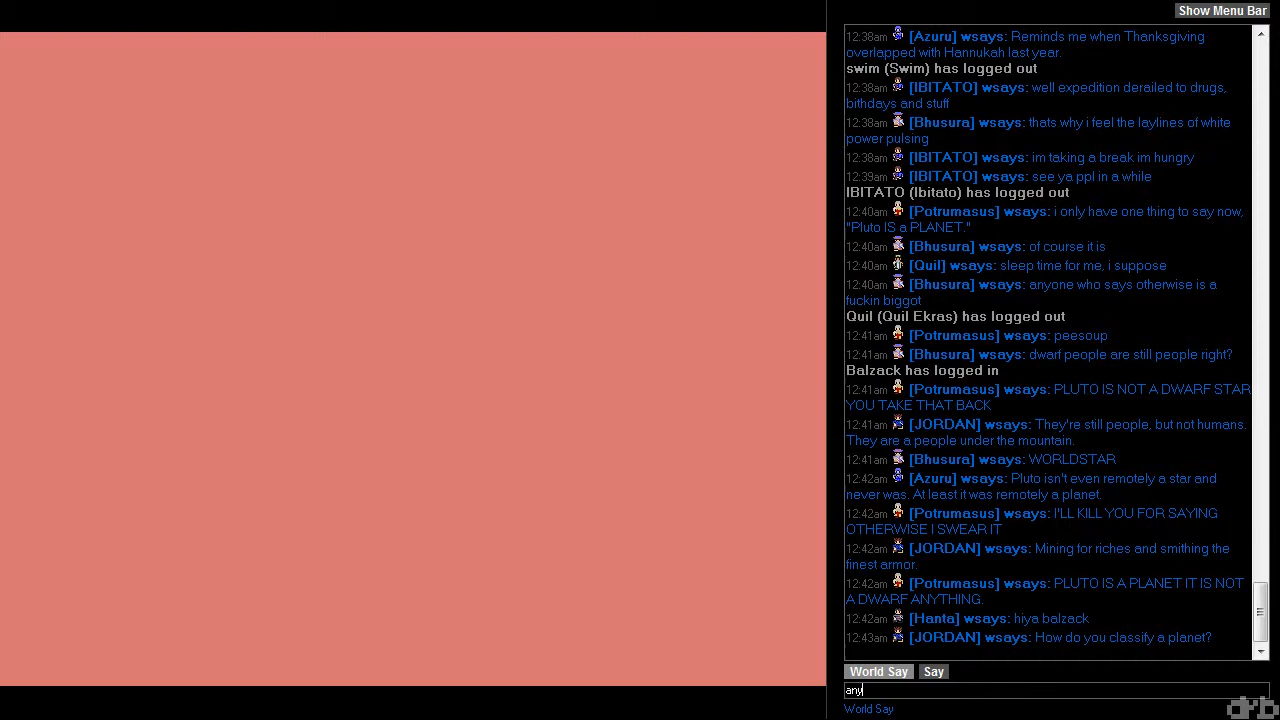 Show Menu Bar
12:38am [Azuru] wsays: Reminds me when Thanksgiving
overlapped with Hannukah last year.
swim (Swim) has logged out
12:38am [IBITATO] wsays: well expedition derailed to drugs,
bithdays and stuff
12:38am [Bhusura] wsays: thats why i feel the laylines of white
power pulsing
12:38am [IBITATO] wsays: im taking a break im hungry
12:39am [IBITATO] wsays: see ya ppl in a while
IBITATO (Ibitato) has logged out
12:40am [Potrumasus] wsays: i only have one thing to say now,
"Pluto IS a PLANET."
12:40am [Bhusura] wsays: of course it is
12:40am [Quil] wsays: sleep time for me, i suppose
12:40am [Bhusura] wsays: anyone who says otherwise is a
fuckin biggot
Quil (Quil Ekras) has logged out
12:41am [Potrumasus] wsays: peesoup
12:41am [Bhusura] wsays: dwarf people are still people right?
Balzack has logged in
12:41am [Potrumasus] wsays: PLUTO IS NOT A DWARF STAR
YOU TAKE THAT BACK
12:41am [JORDAN] wsays: They're still people, but not humans.
They are a people under the mountain.
12:41am [Bhusura] wsays: WORLDSTAR
12:42am [Azuru] wsays: Pluto isn't even remotely a star and
never was. At least it was remotely a planet.
12:42am [Potrumasus] wsays: I'LL KILL YOU FOR SAYING
OTHERWISE I SWEAR IT
12:42am [JORDAN] wsays: Mining for riches and smithing the
finest armor.
12:42am [Potrumasus] wsays: PLUTO IS A PLANET IT IS NOT
A DWARF ANYTHING.
12:42am [Hanta] wsays: hiya balzack
12:43am [JORDAN] wsays: How do you classify a planet?
World Say Say
any
World Say